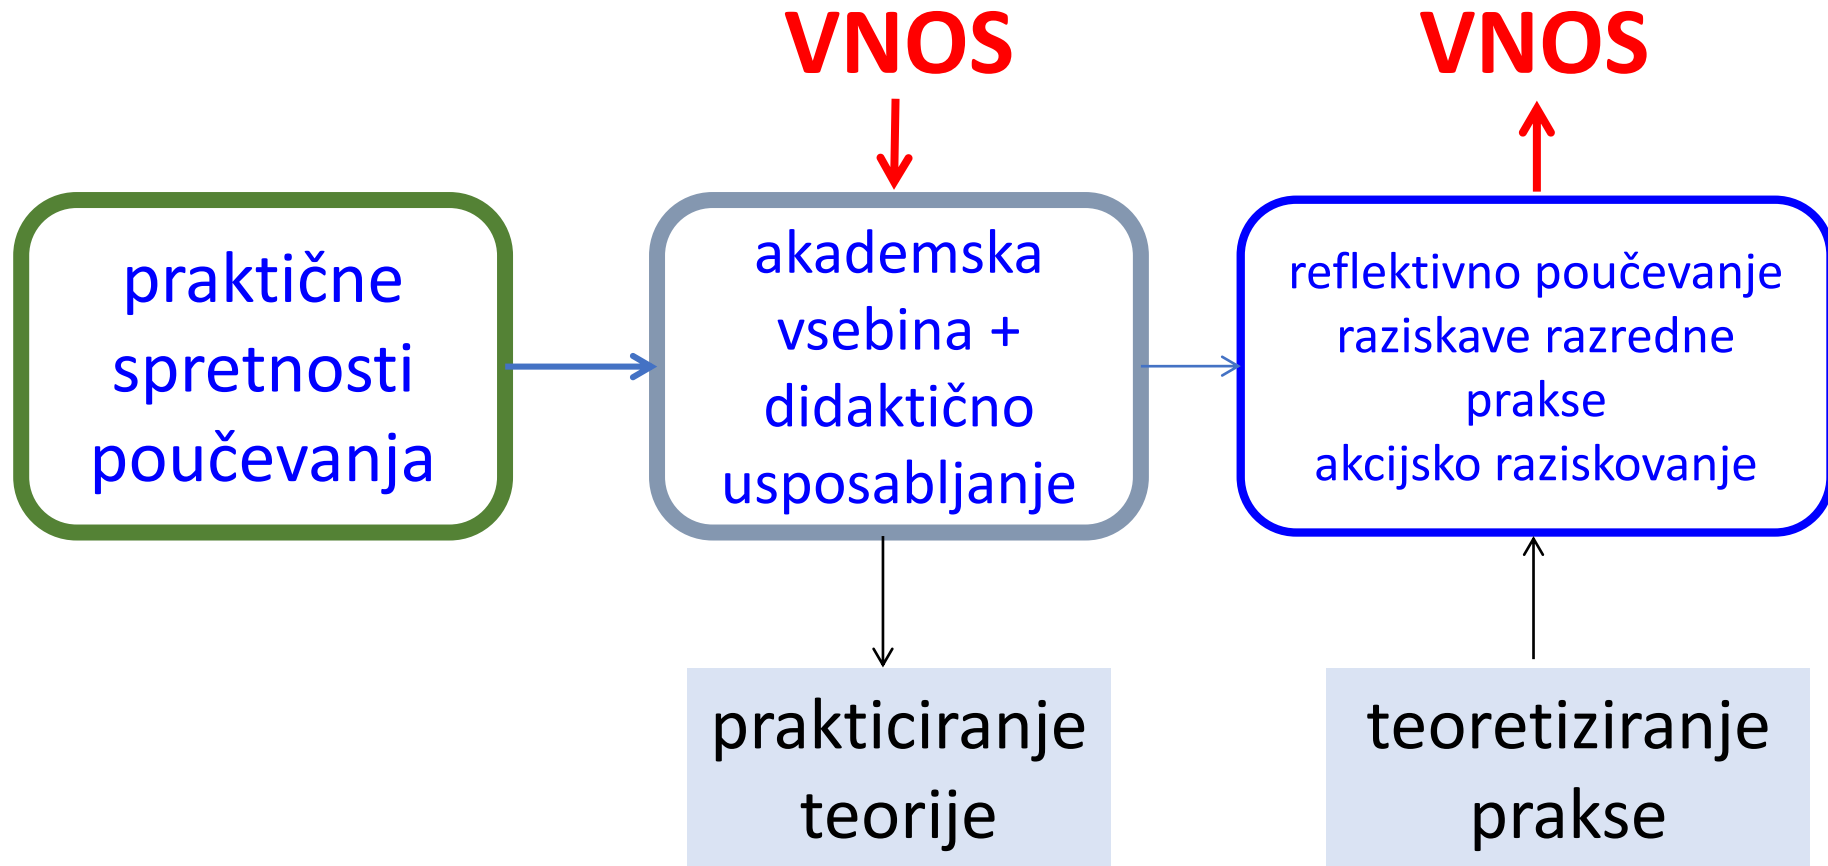 VNOS
VNOS
praktične
spretnosti
poučevanja
akademska
vsebina +
didaktično
usposabljanje
reflektivno poučevanje
raziskave razredne
prakse
akcijsko raziskovanje
prakticiranje
teorije
teoretiziranje
prakse